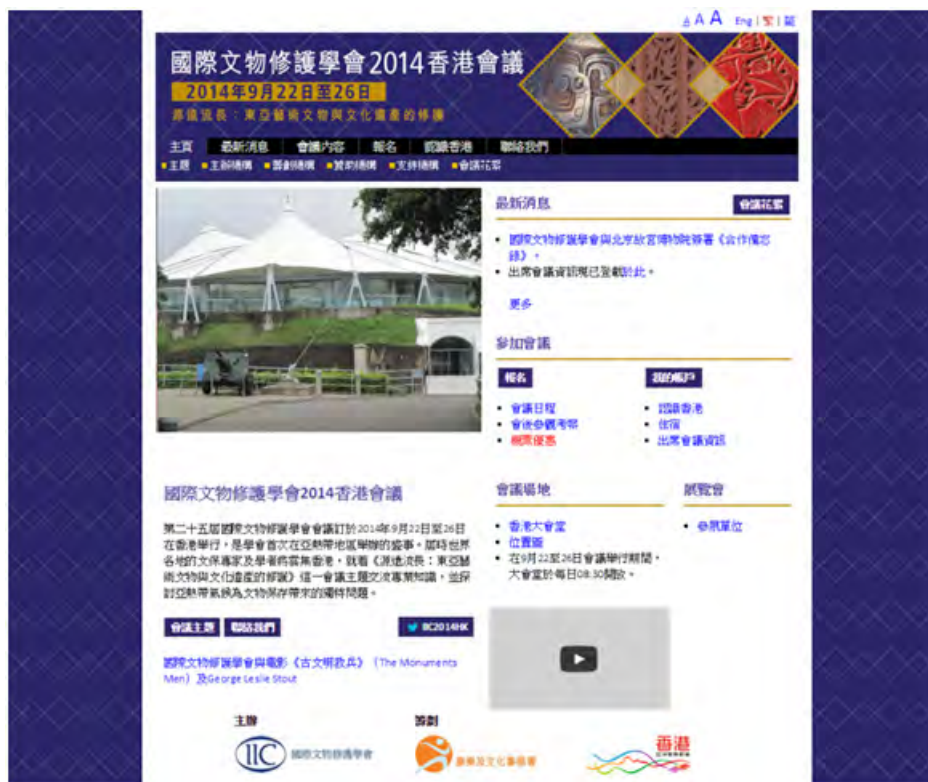 A A A Eng | 繁 | 簡
國際文物修護學會2014香港會議
2014年9月22日至26日
源遠流長：東亞藝術文物與文化遺產的修護
主頁 最新消息 會議內容 報名 認識香港 聯絡我們
主題 主辦機構 籌劃機構 贊助機構 支持機構 會議花絮
最新消息 會議花絮
國際文物修護學會與北京故宮博物院簽署《合作備忘
錄》。
出席會議資訊現已登載於此。
更多
參加會議
報名 我的帳戶
會議日程
會後參觀考察
機票優惠
認識香港
住宿
出席會議資訊
國際文物修護學會2014香港會議
第二十五屆國際文物修護學會會議訂於2014年9月22日至26日
在香港舉行，是學會首次在亞熱帶地區舉辦的盛事。屆時世界
各地的文保專家及學者將雲集香港，就着《源遠流長：東亞藝
術文物與文化遺產的修護》這一會議主題交流專業知識，並探
討亞熱帶氣候為文物保存帶來的獨特問題。
會議主題 聯絡我們 IIC2014HK
國際文物修護學會與電影《古文明救兵》（The Monuments
Men）及George Leslie Stout
會議場地
香港大會堂
位置圖
在9月22至26日會議舉行期間，
大會堂於每日08:30開放。
展覽會
參展單位
主辦 籌劃
IIC 國際文物修護學會
康樂及文化事務署
香港